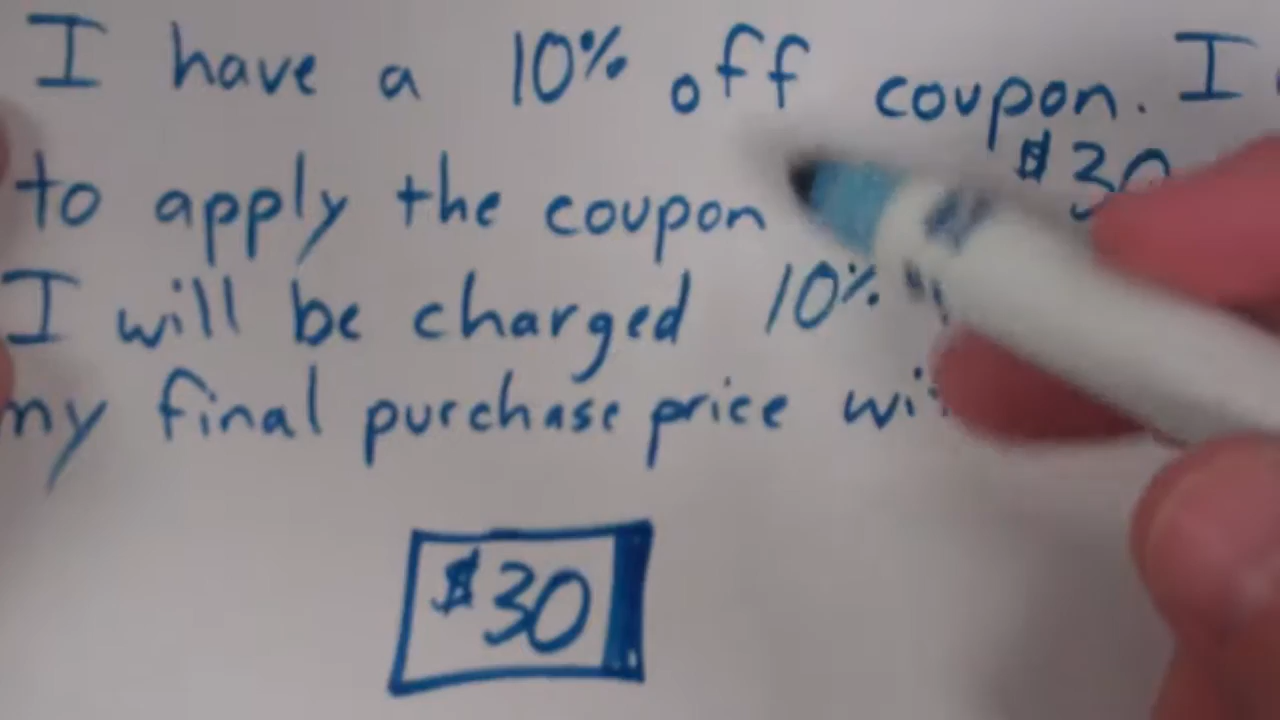 I have a 10% off coupon. I
$30
to apply the coupon
I will be charged 10%
my final purchase price
$30